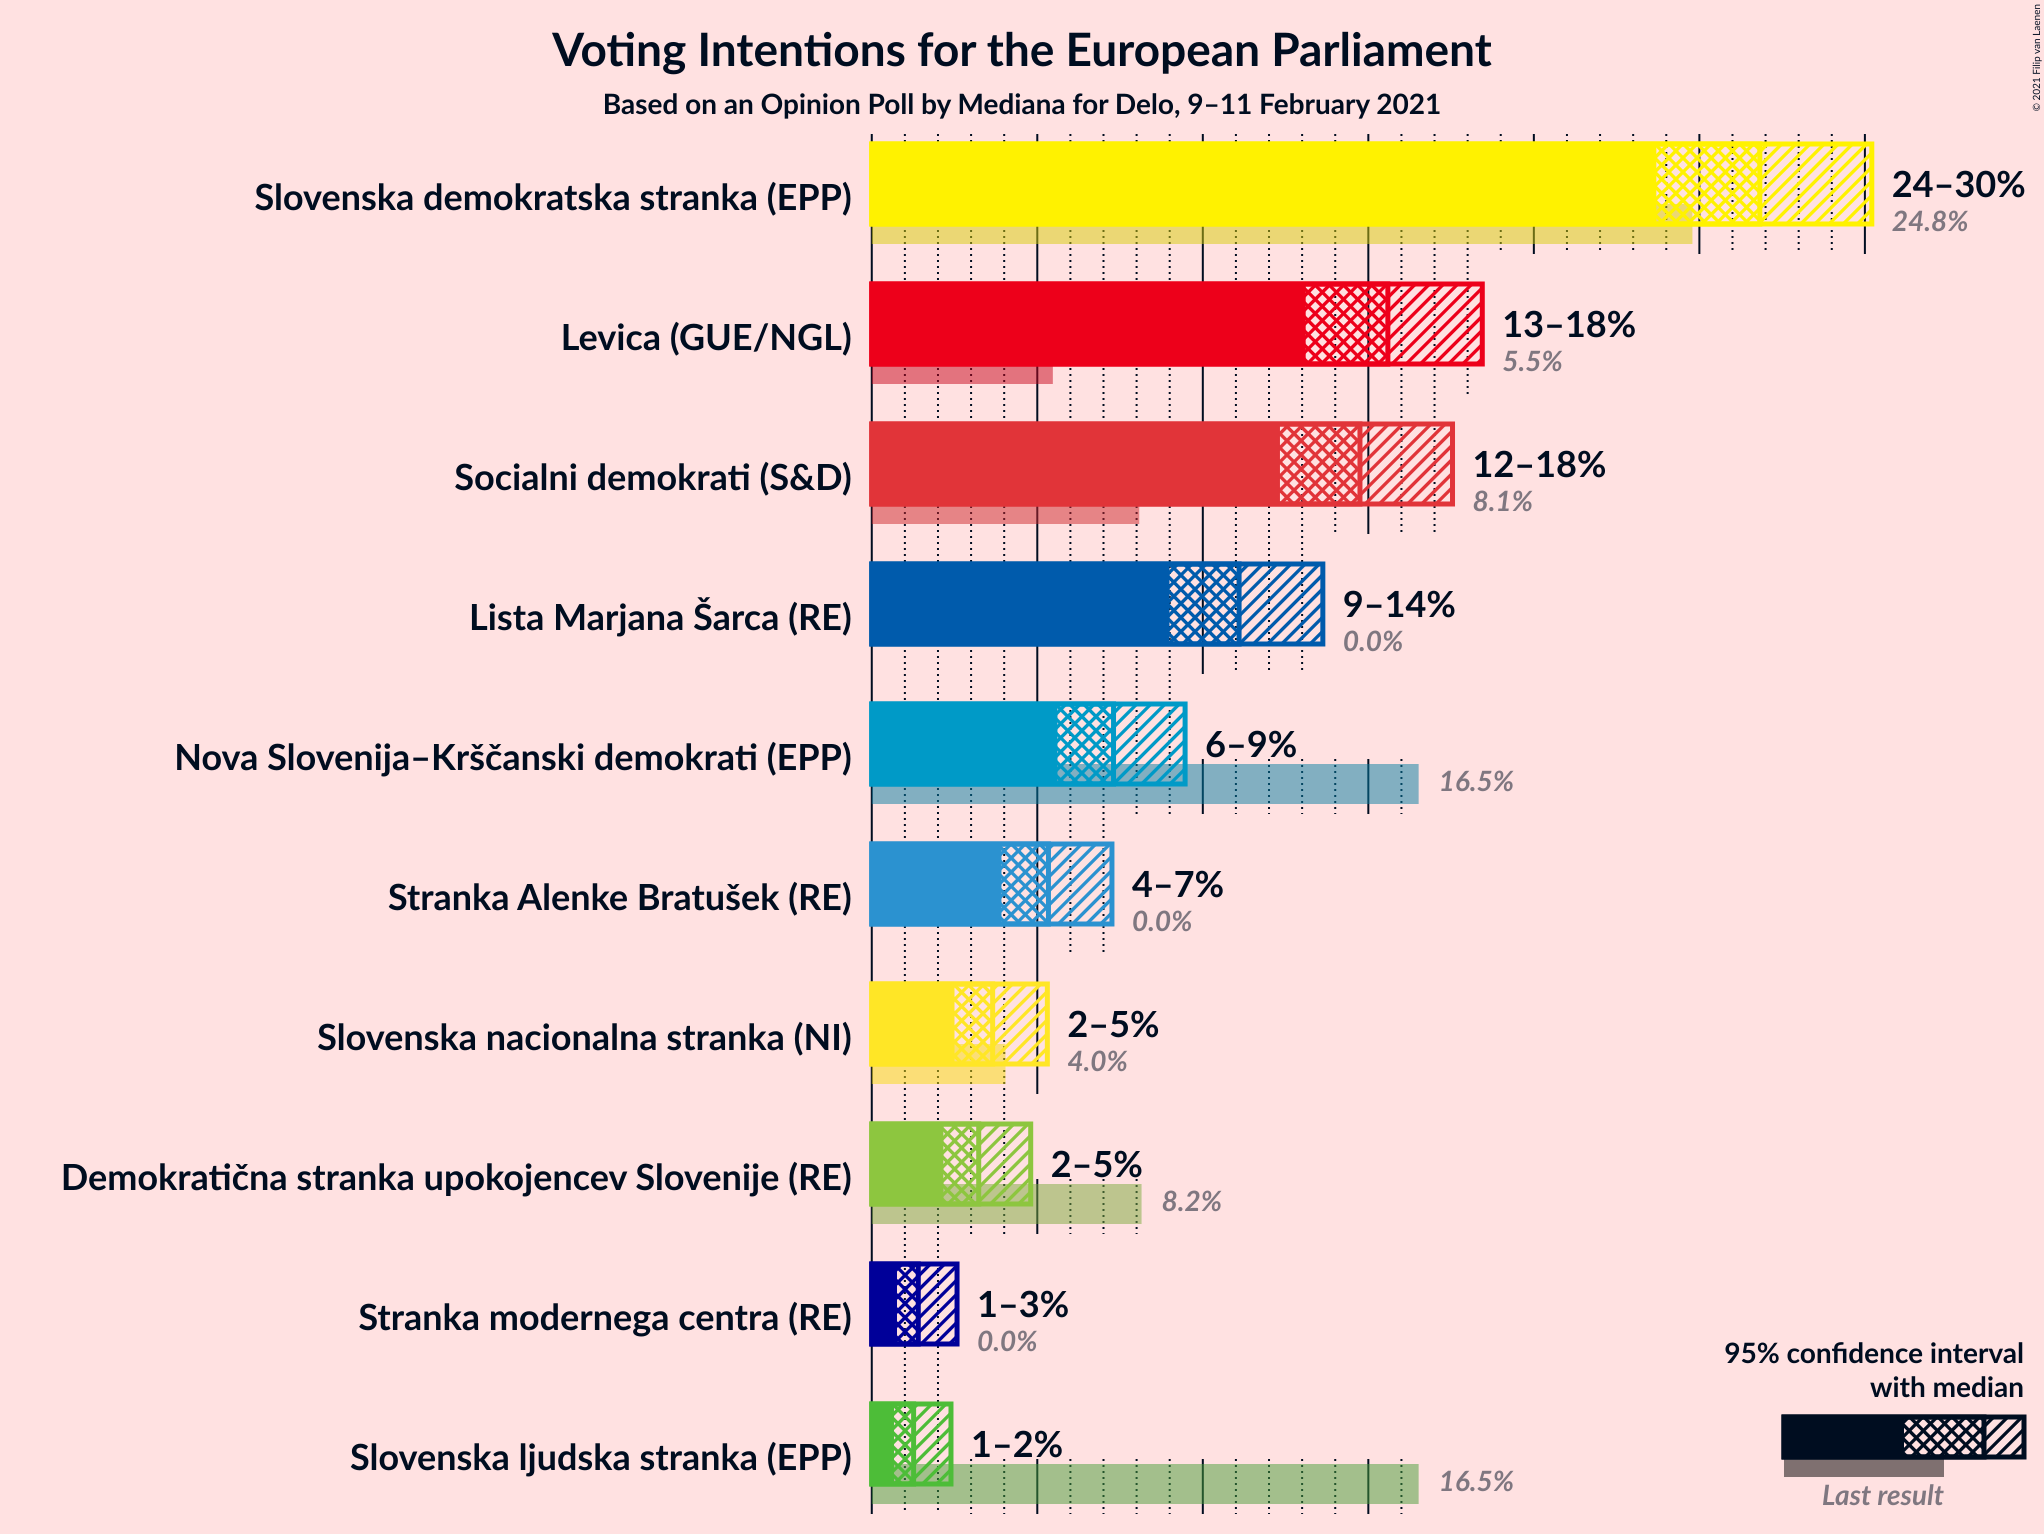 Voting Intentions for the European Parliament
Based on an Opinion Poll by Mediana for Delo, 9–11 February 2021
© 2021 Filip van Laenen
Slovenska demokratska stranka (EPP)
24–30%
24.8%
Levica (GUE/NGL)
13–18%
5.5%
Socialni demokrati (S&D)
12–18%
8.1%
Lista Marjana Šarca (RE)
9–14%
0.0%
Nova Slovenija–Krščanski demokrati (EPP)
6–9%
16.5%
Stranka Alenke Bratušek (RE)
4–7%
0.0%
Slovenska nacionalna stranka (NI)
2–5%
4.0%
Demokratična stranka upokojencev Slovenije (RE)
2–5%
8.2%
Stranka modernega centra (RE)
1–3%
0.0%
Slovenska ljudska stranka (EPP)
1–2%
16.5%
95% confidence interval
with median
Last result